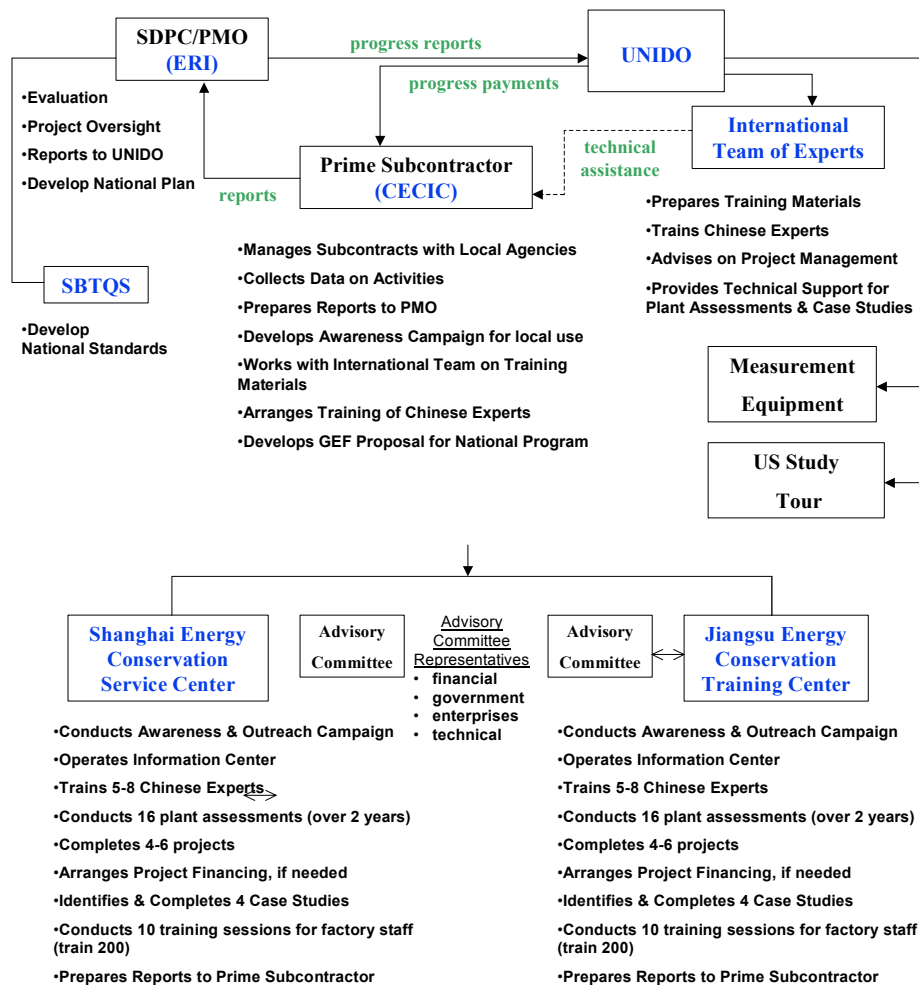 SDPC/PMO
(ERI)
progress reports
UNIDO
progress payments
•Evaluation
•Project Oversight
•Reports to UNIDO
•Develop National Plan
International
Team of Experts
technical
assistance
Prime Subcontractor
(CECIC)
reports
•Prepares Training Materials
•Trains Chinese Experts
•Advises on Project Management
•Provides Technical Support for
Plant Assessments & Case Studies
•Manages Subcontracts with Local Agencies
•Collects Data on Activities
•Prepares Reports to PMO
•Develops Awareness Campaign for local use
•Works with International Team on Training
Materials
•Arranges Training of Chinese Experts
•Develops GEF Proposal for National Program
SBTQS
•Develop
National Standards
Measurement
Equipment
US Study
Tour
Shanghai Energy
Conservation
Service Center
Advisory
Committee
Advisory
Committee
Representatives
• financial
• government
• enterprises
• technical
Advisory
Committee
Jiangsu Energy
Conservation
Training Center
•Conducts Awareness & Outreach Campaign
•Operates Information Center
•Trains 5-8 Chinese Experts
•Conducts 16 plant assessments (over 2 years)
•Completes 4-6 projects
•Arranges Project Financing, if needed
•Identifies & Completes 4 Case Studies
•Conducts 10 training sessions for factory staff
(train 200)
•Prepares Reports to Prime Subcontractor
•Conducts Awareness & Outreach Campaign
•Operates Information Center
•Trains 5-8 Chinese Experts
•Conducts 16 plant assessments (over 2 years)
•Completes 4-6 projects
•Arranges Project Financing, if needed
•Identifies & Completes 4 Case Studies
•Conducts 10 training sessions for factory staff
(train 200)
•Prepares Reports to Prime Subcontractor